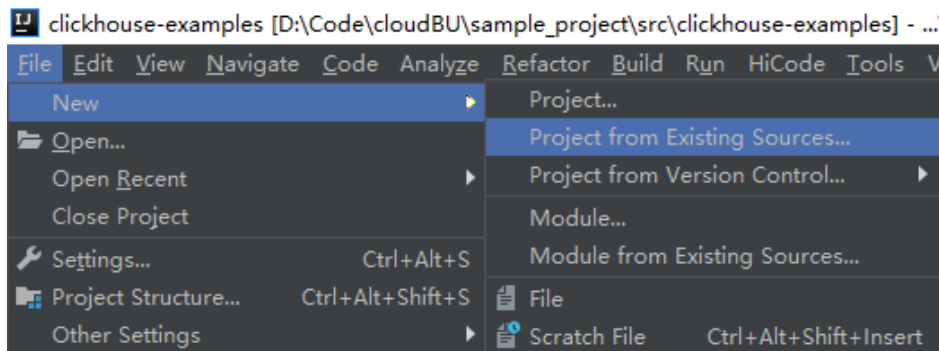 IJ clickhouse-examples [D:\Code\cloudBU\sample_project\src\clickhouse-examples] - ...\
File Edit View Navigate Code Analyze Refactor Build Run HiCode Tools V
New
Open...
Open Recent
Close Project
Settings... Ctrl+Alt+S
Project Structure... Ctrl+Alt+Shift+S
Other Settings
Project...
Project from Existing Sources...
Project from Version Control...
Module...
Module from Existing Sources...
File
Scratch File Ctrl+Alt+Shift+Insert